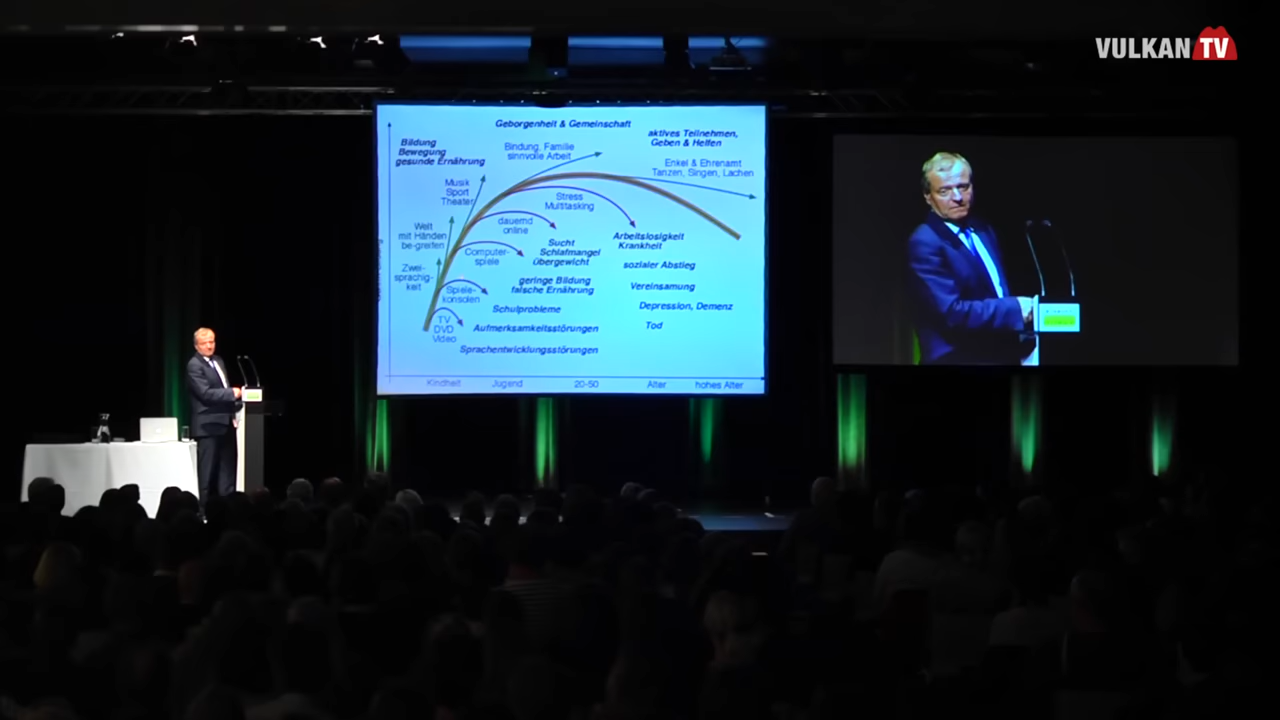 VULKAN TV
Geborgenheit & Gemeinschaft
aktives Teilnehmen,
Geben & Helfen
Bildung
Bewegung
gesunde Ernährung
Bindung, Familie
sinnvolle Arbeit
Enkel & Ehrenamt
Tanzen, Singen, Lachen
Musik
Sport
Theater
Stress
Multitasking
Welt
mit Händen
be-greifen
dauernd
online
Arbeitslosigkeit
Krankheit
Sucht
Schlafmangel
Übergewicht
Computer-
spiele
Zwei-
sprachig-
keit
sozialer Abstieg
geringe Bildung
falsche Ernährung
Vereinsamung
Spiele-
konsolen
Schulprobleme
Depression, Demenz
TV
DVD
Video
Aufmerksamkeitsstörungen
Tod
Sprachentwicklungsstörungen
Kindheit Jugend 20-50 Alter hohes Alter